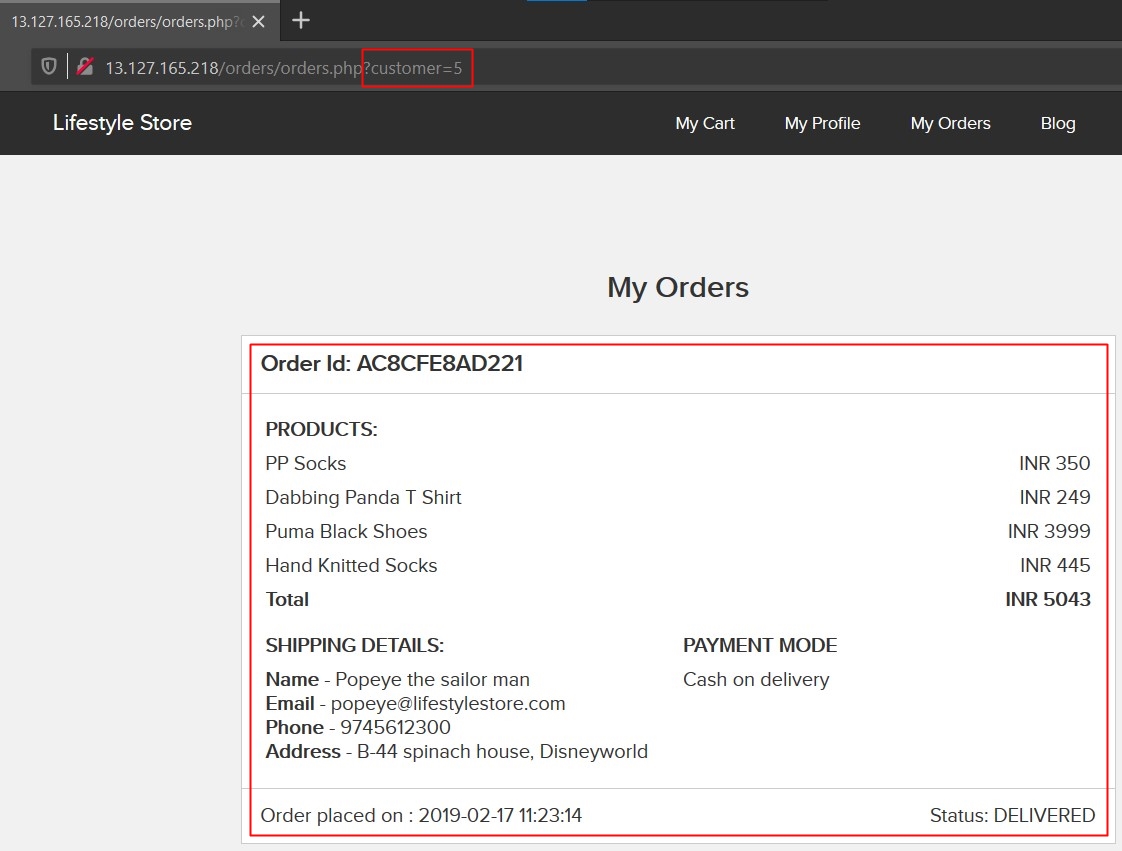 13.127.165.218/orders/orders.php?
13.127.165.218/orders/orders.php?customer=5
Lifestyle Store My Cart My Profile My Orders Blog
My Orders
Order Id: AC8CFE8AD221
PRODUCTS:
PP Socks INR 350
Dabbing Panda T Shirt INR 249
Puma Black Shoes INR 3999
Hand Knitted Socks INR 445
Total INR 5043
SHIPPING DETAILS: PAYMENT MODE
Name - Popeye the sailor man Cash on delivery
Email - popeye@lifestylestore.com
Phone - 9745612300
Address - B-44 spinach house, Disneyworld
Order placed on : 2019-02-17 11:23:14 Status: DELIVERED